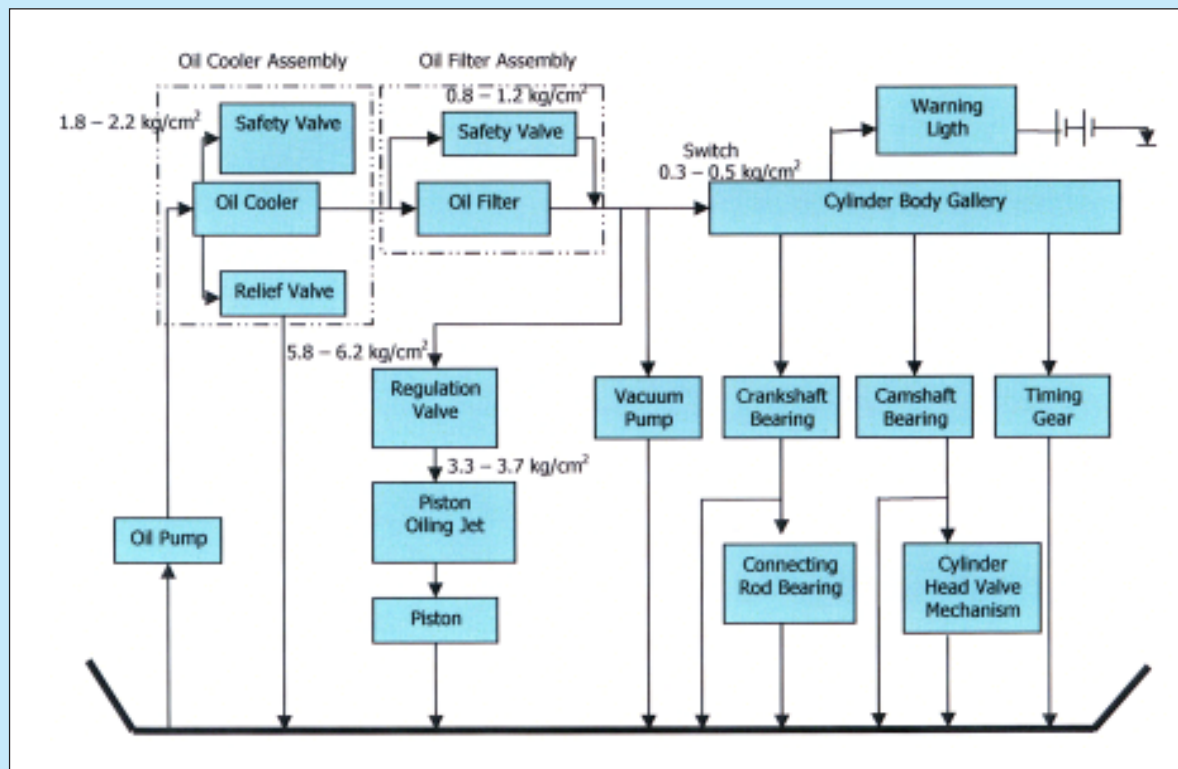 Oil Cooler Assembly
Oil Filter Assembly
1.8 – 2.2 kg/cm²
Safety Valve
0.8 – 1.2 kg/cm²
Safety Valve
Warning
Ligth
Switch
0.3 – 0.5 kg/cm²
Oil Cooler
Oil Filter
Cylinder Body Gallery
Relief Valve
5.8 – 6.2 kg/cm²
Regulation
Valve
Vacuum
Pump
Crankshaft
Bearing
Camshaft
Bearing
Timing
Gear
3.3 – 3.7 kg/cm²
Piston
Oiling Jet
Oil Pump
Connecting
Rod Bearing
Cylinder
Head Valve
Mechanism
Piston